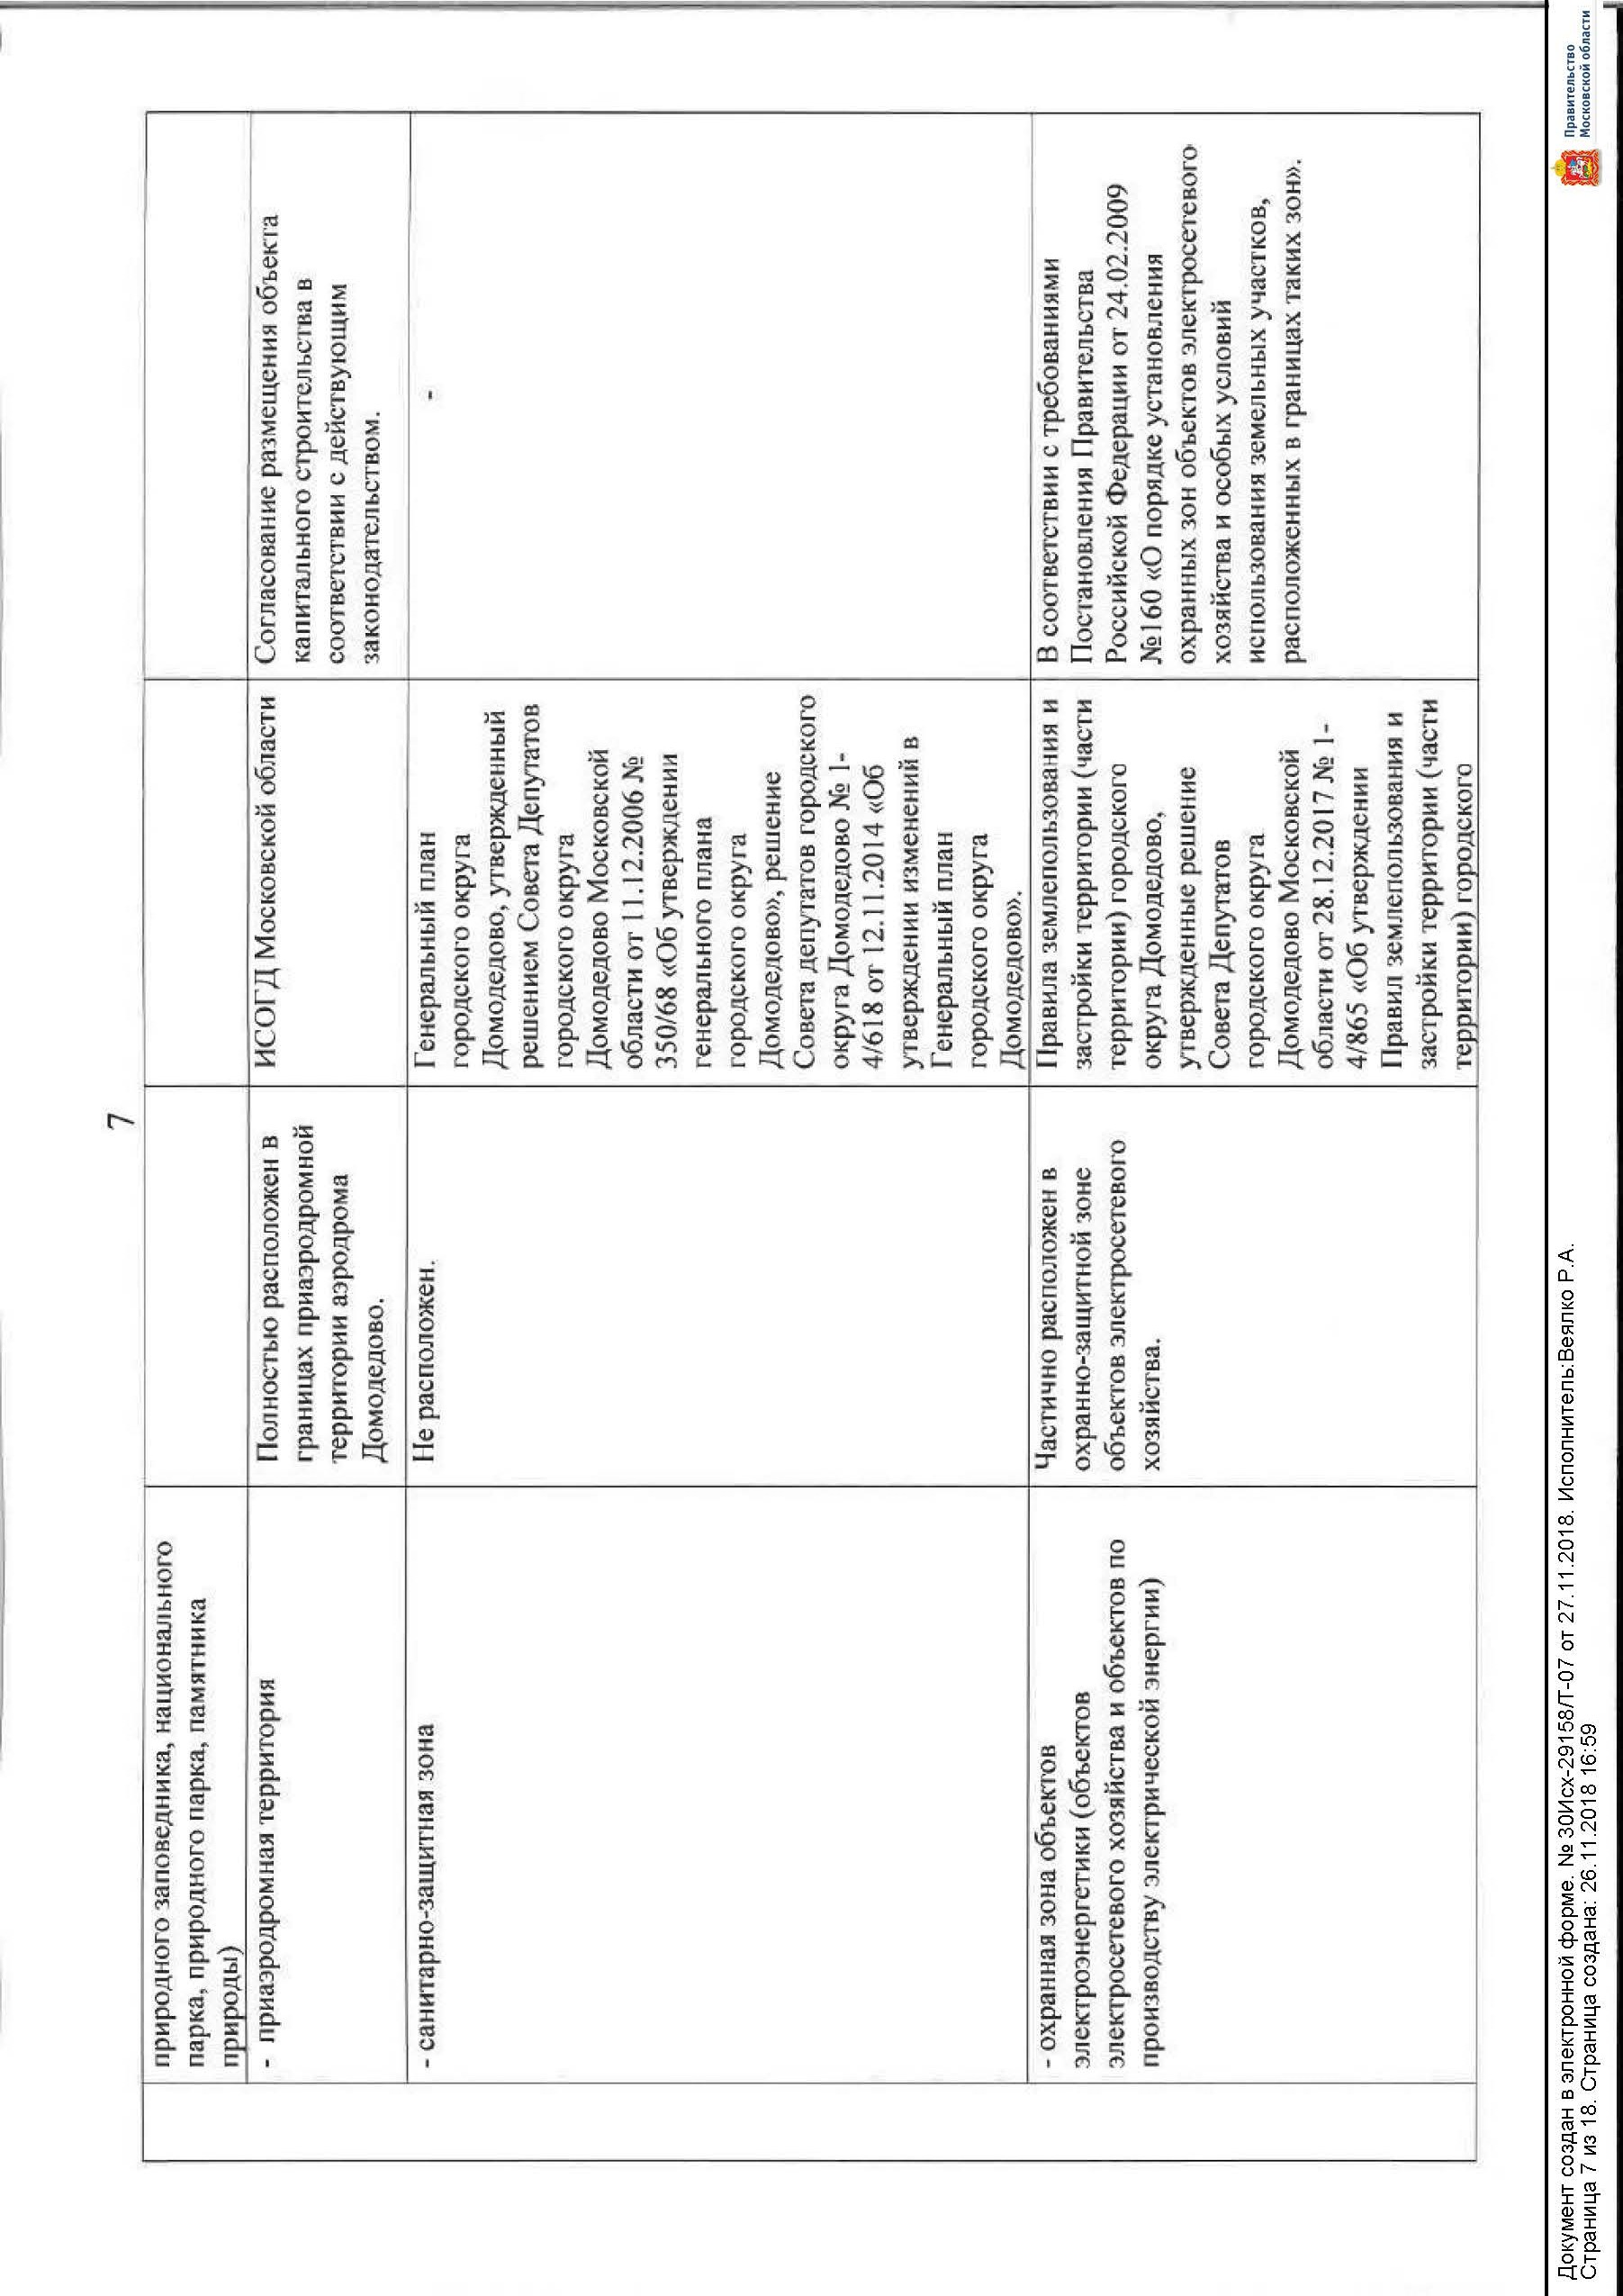 7
природного заповедника, национального
парка, природного парка, памятника
природы)
- приаэродромная территория
Полностью расположен в
границах приаэродромной
территории аэродрома
Домодедово.
ИСОГД Московской области
Согласование размещения объекта
капитального строительства в
соответствии с действующим
законодательством.
- санитарно-защитная зона
Не расположен.
Генеральный план
городского округа
Домодедово, утвержденный
решением Совета Депутатов
городского округа
Домодедово Московской
области от 11.12.2006 №
350/68 «Об утверждении
генерального плана
городского округа
Домодедово», решение
Совета депутатов городского
округа Домодедово № 1-
4/618 от 12.11.2014 «Об
утверждении изменений в
Генеральный план
городского округа
Домодедово».
-
- охранная зона объектов
электроэнергетики (объектов
электросетевого хозяйства и объектов по
производству электрической энергии)
Частично расположен в
охранно-защитной зоне
объектов электросетевого
хозяйства.
Правила землепользования и
застройки территории (части
территории) городского
округа Домодедово,
утвержденные решение
Совета Депутатов
городского округа
Домодедово Московской
области от 28.12.2017 № 1-
4/865 «Об утверждении
Правил землепользования и
застройки территории (части
территории) городского
В соответствии с требованиями
Постановления Правительства
Российской Федерации от 24.02.2009
№160 «О порядке установления
охранных зон объектов электросетевого
хозяйства и особых условий
использования земельных участков,
расположенных в границах таких зон».
Документ создан в электронной форме. № 30Исх-29158/Т-07 от 27.11.2018. Исполнитель:Веялко Р.А.
Страница 7 из 18. Страница создана: 26.11.2018 16:59
Правительство
Московской области